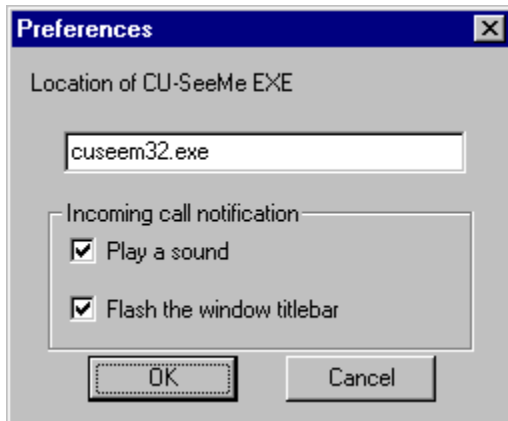 Preferences
Location of CU-SeeMe EXE
cuseem32.exe
Incoming call notification
Play a sound
Flash the window titlebar
OK Cancel